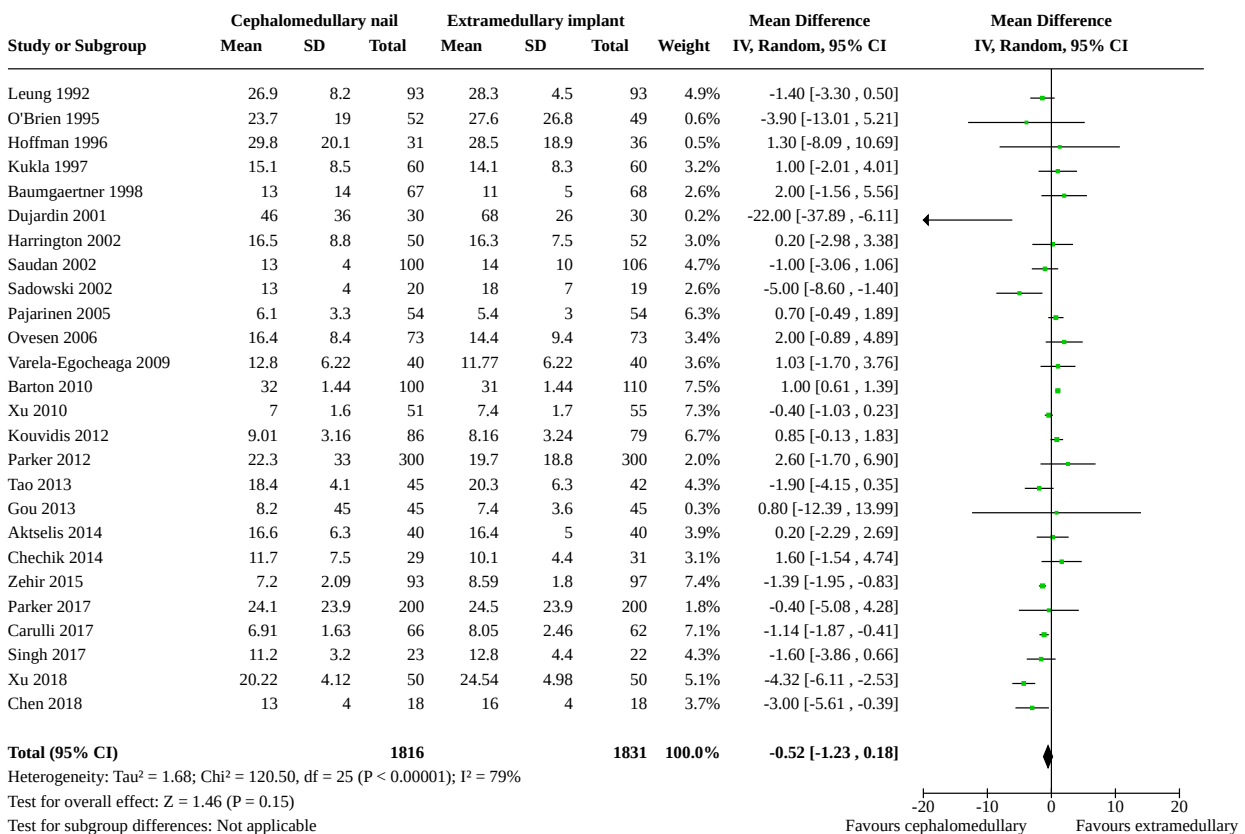 Cephalomedullary nail Extramedullary implant Mean Difference Mean Difference
Study or Subgroup Mean SD Total Mean SD Total Weight IV, Random, 95% CI IV, Random, 95% CI
Leung 1992 26.9 8.2 93 28.3 4.5 93 4.9% -1.40 [-3.30 , 0.50]
O'Brien 1995 23.7 19 52 27.6 26.8 49 0.6% -3.90 [-13.01 , 5.21]
Hoffman 1996 29.8 20.1 31 28.5 18.9 36 0.5% 1.30 [-8.09 , 10.69]
Kukla 1997 15.1 8.5 60 14.1 8.3 60 3.2% 1.00 [-2.01 , 4.01]
Baumgaertner 1998 13 14 67 11 5 68 2.6% 2.00 [-1.56 , 5.56]
Dujardin 2001 46 36 30 68 26 30 0.2% -22.00 [-37.89 , -6.11]
Harrington 2002 16.5 8.8 50 16.3 7.5 52 3.0% 0.20 [-2.98 , 3.38]
Saudan 2002 13 4 100 14 10 106 4.7% -1.00 [-3.06 , 1.06]
Sadowski 2002 13 4 20 18 7 19 2.6% -5.00 [-8.60 , -1.40]
Pajarinen 2005 6.1 3.3 54 5.4 3 54 6.3% 0.70 [-0.49 , 1.89]
Ovesen 2006 16.4 8.4 73 14.4 9.4 73 3.4% 2.00 [-0.89 , 4.89]
Varela-Egocheaga 2009 12.8 6.22 40 11.77 6.22 40 3.6% 1.03 [-1.70 , 3.76]
Barton 2010 32 1.44 100 31 1.44 110 7.5% 1.00 [0.61 , 1.39]
Xu 2010 7 1.6 51 7.4 1.7 55 7.3% -0.40 [-1.03 , 0.23]
Kouvidis 2012 9.01 3.16 86 8.16 3.24 79 6.7% 0.85 [-0.13 , 1.83]
Parker 2012 22.3 33 300 19.7 18.8 300 2.0% 2.60 [-1.70 , 6.90]
Tao 2013 18.4 4.1 45 20.3 6.3 42 4.3% -1.90 [-4.15 , 0.35]
Gou 2013 8.2 45 45 7.4 3.6 45 0.3% 0.80 [-12.39 , 13.99]
Aktselis 2014 16.6 6.3 40 16.4 5 40 3.9% 0.20 [-2.29 , 2.69]
Chechik 2014 11.7 7.5 29 10.1 4.4 31 3.1% 1.60 [-1.54 , 4.74]
Zehir 2015 7.2 2.09 93 8.59 1.8 97 7.4% -1.39 [-1.95 , -0.83]
Parker 2017 24.1 23.9 200 24.5 23.9 200 1.8% -0.40 [-5.08 , 4.28]
Carulli 2017 6.91 1.63 66 8.05 2.46 62 7.1% -1.14 [-1.87 , -0.41]
Singh 2017 11.2 3.2 23 12.8 4.4 22 4.3% -1.60 [-3.86 , 0.66]
Xu 2018 20.22 4.12 50 24.54 4.98 50 5.1% -4.32 [-6.11 , -2.53]
Chen 2018 13 4 18 16 4 18 3.7% -3.00 [-5.61 , -0.39]
Total (95% CI) 1816 1831 100.0% -0.52 [-1.23 , 0.18]
Heterogeneity: Tau² = 1.68; Chi² = 120.50, df = 25 (P < 0.00001); I² = 79%
Test for overall effect: Z = 1.46 (P = 0.15) -20 -10 0 10 20
Test for subgroup differences: Not applicable Favours cephalomedullary Favours extramedullary